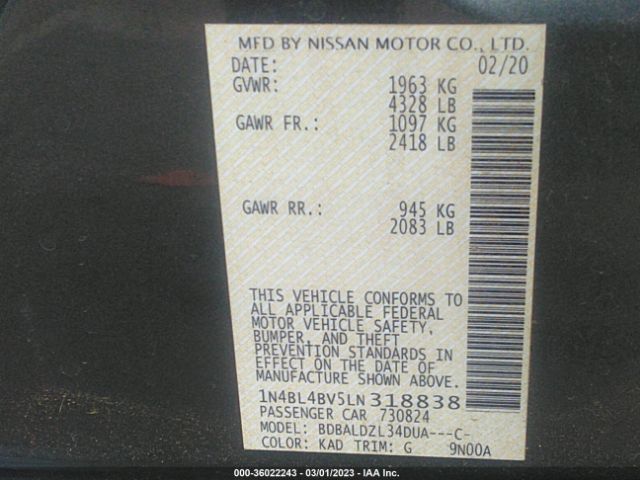 MFD BY NISSAN MOTOR CO., LTD.
DATE: 02/20
GVWR: 1963 KG
4328 LB
GAWR FR.: 1097 KG
2418 LB
GAWR RR.: 945 KG
2083 LB
THIS VEHICLE CONFORMS TO
ALL APPLICABLE FEDERAL
MOTOR VEHICLE SAFETY,
BUMPER, AND THEFT
PREVENTION STANDARDS IN
EFFECT ON THE DATE OF
MANUFACTURE SHOWN ABOVE.
1N4BL4BV5LN318838
PASSENGER CAR 730824
MODEL: BDBALDZL34DUA---C-
COLOR: KAD TRIM: G 9N00A
000-36022243 - 03/01/2023 - IAAI.com